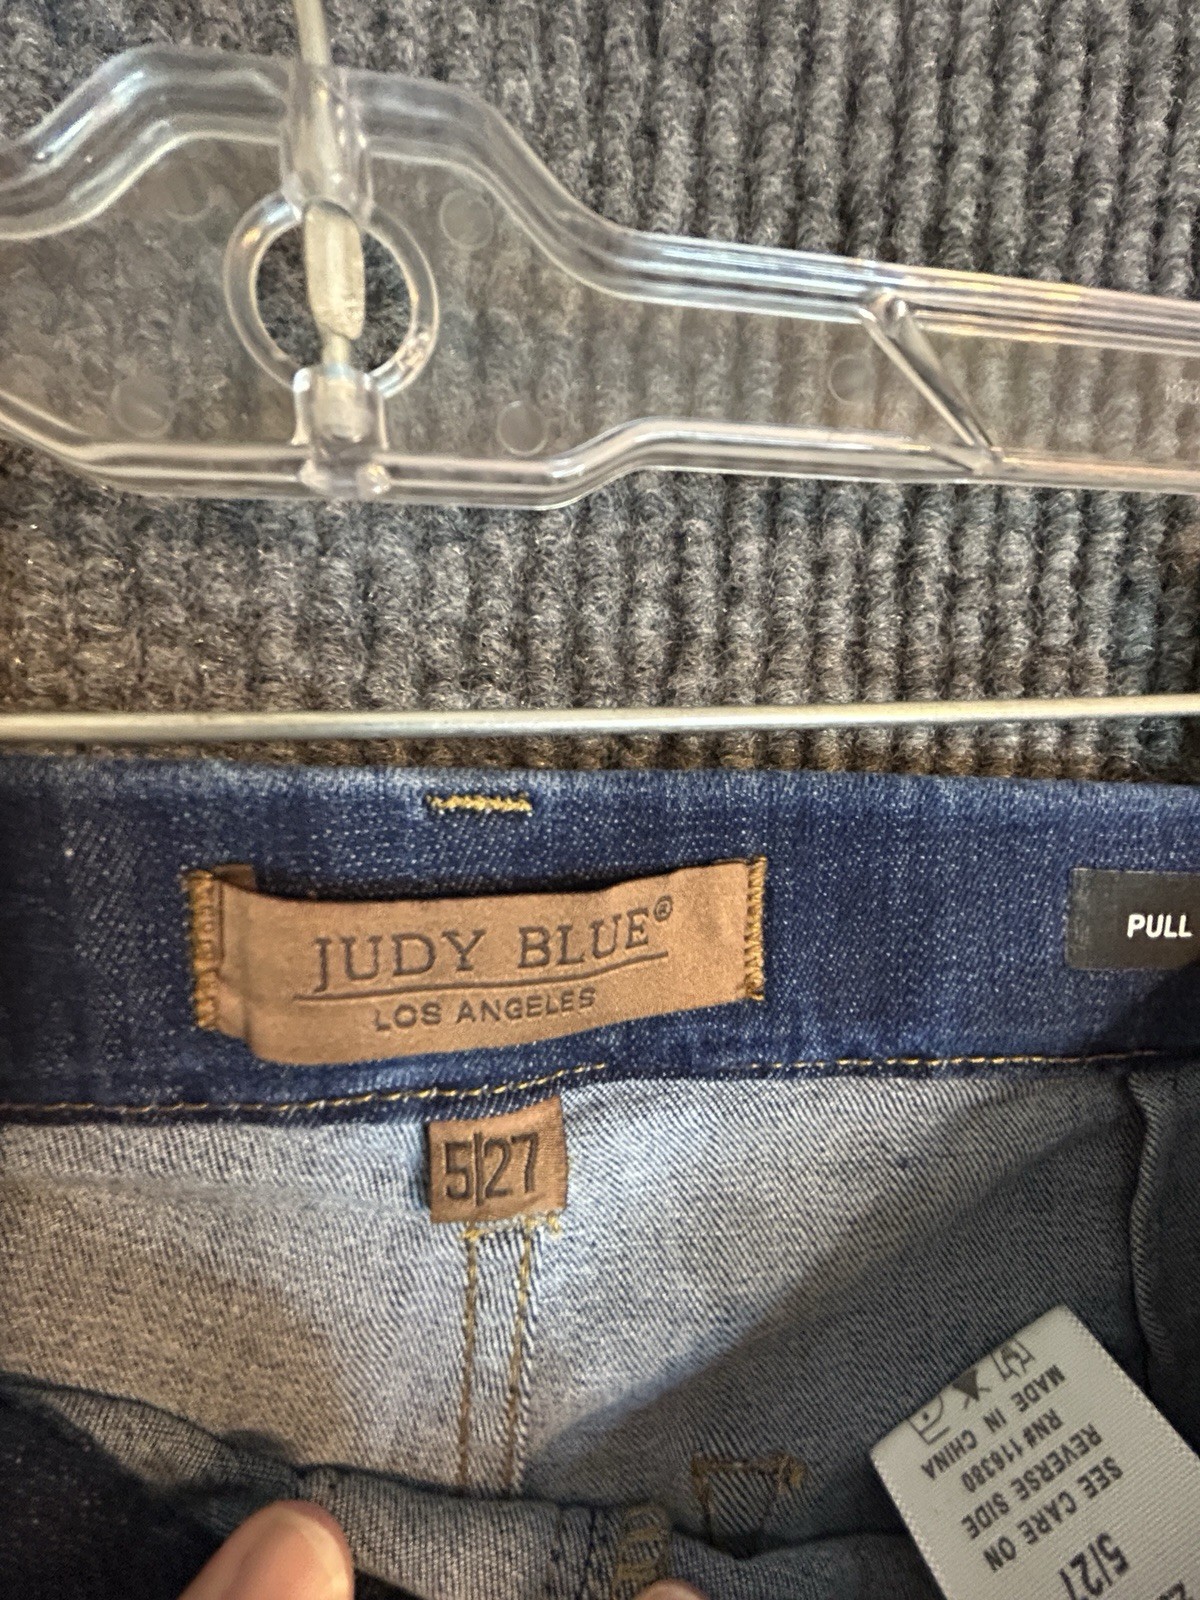 JUDY BLUE®
LOS ANGELES
PULL
5|27
5|27
SEE CARE ON
REVERSE SIDE
RN# 116380
MADE IN CHINA